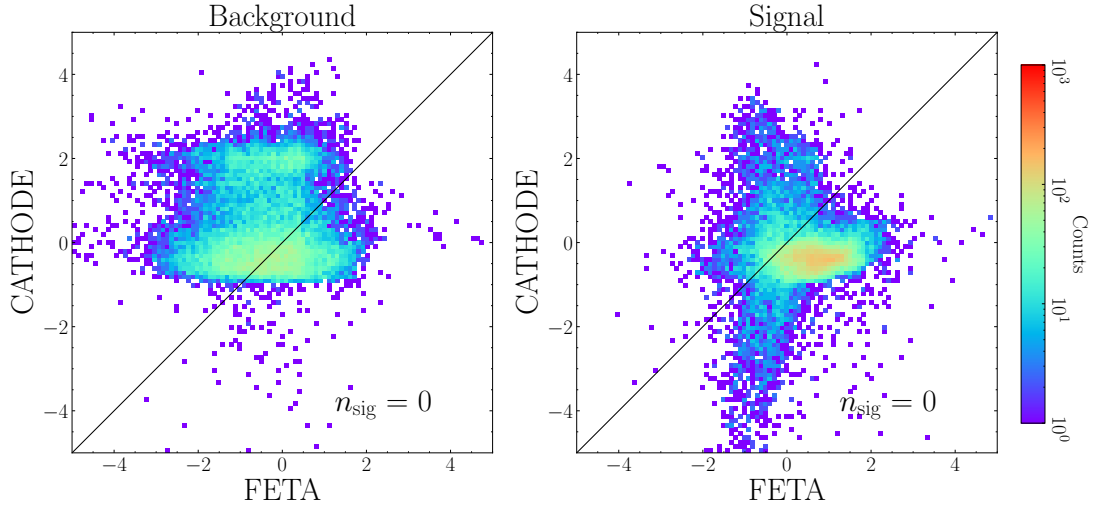 Background
Signal
CATHODE
4
2
0
−2
−4
n_sig = 0
−4 −2 0 2 4
FETA
CATHODE
4
2
0
−2
−4
n_sig = 0
−4 −2 0 2 4
FETA
10^3
10^2
10^1
10^0
Counts